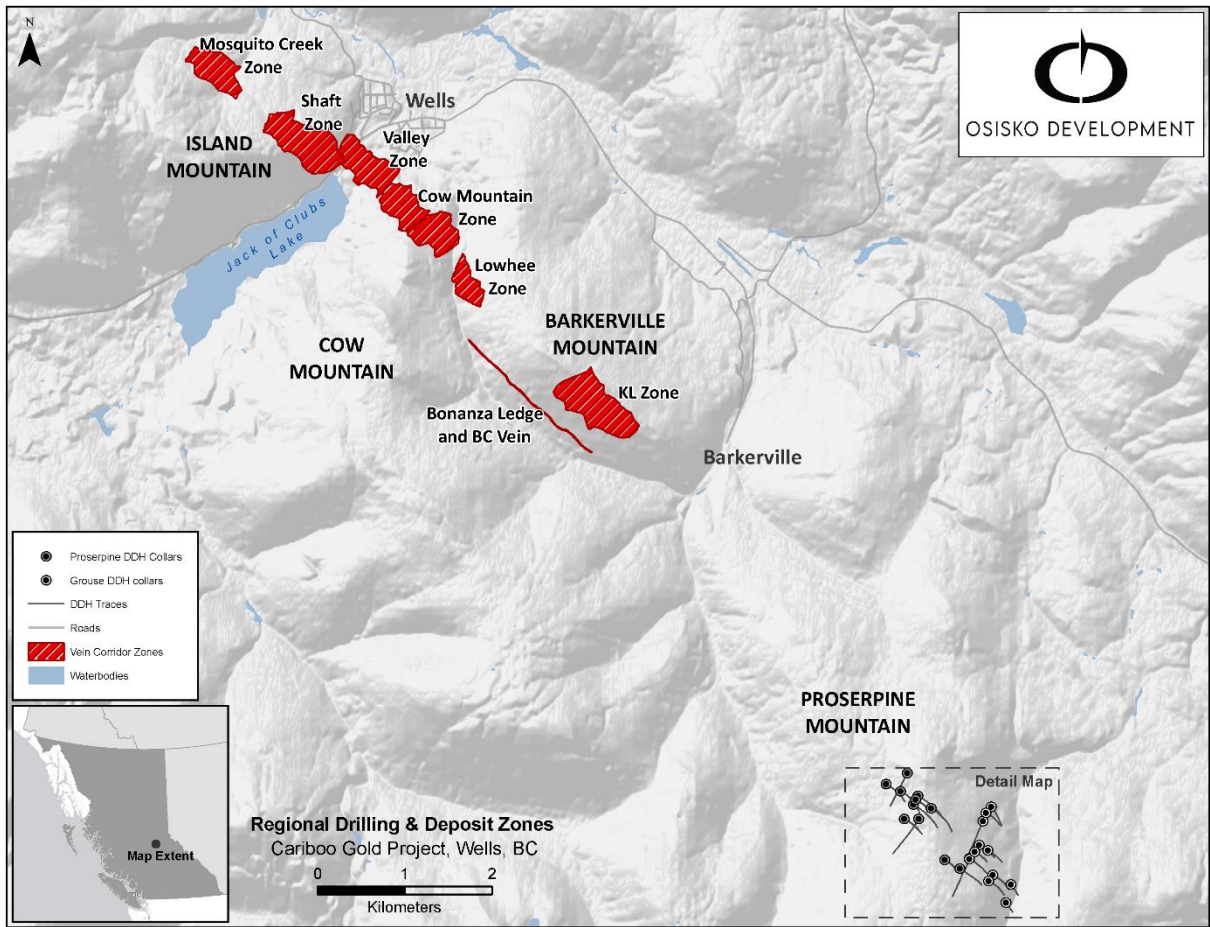 N
Mosquito Creek
Zone
OSISKO DEVELOPMENT
Shaft
Zone
Wells
Valley
Zone
ISLAND
MOUNTAIN
Cow Mountain
Zone
Jack of Clubs
Lake
Lowhee
Zone
BARKERVILLE
MOUNTAIN
COW
MOUNTAIN
KL Zone
Bonanza Ledge
and BC Vein
Barkerville
Proserpine DDH Collars
Grouse DDH collars
DDH Traces
Roads
Vein Corridor Zones
Waterbodies
PROSERPINE
MOUNTAIN
Detail Map
Map Extent
Regional Drilling & Deposit Zones
Cariboo Gold Project, Wells, BC
0 1 2
Kilometers